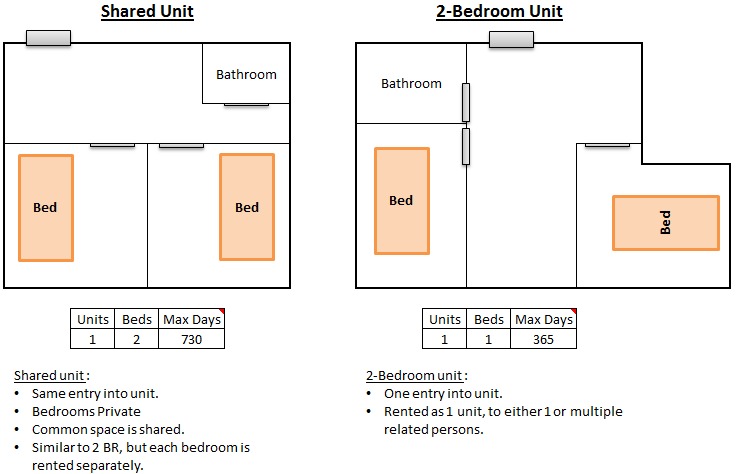 Shared Unit
2-Bedroom Unit
Bathroom
Bed
Bed
Bathroom
Bed
Bed
Units Beds Max Days
1 2 730
Units Beds Max Days
1 1 365
Shared unit:
• Same entry into unit.
• Bedrooms Private
• Common space is shared.
• Similar to 2 BR, but each bedroom is
rented separately.
2-Bedroom unit:
• One entry into unit.
• Rented as 1 unit, to either 1 or multiple
related persons.